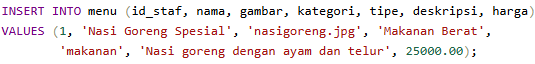 INSERT INTO menu (id_staf, nama, gambar, kategori, tipe, deskripsi, harga)
VALUES (1, 'Nasi Goreng Spesial', 'nasigoreng.jpg', 'Makanan Berat',
'makanan', 'Nasi goreng dengan ayam dan telur', 25000.00);